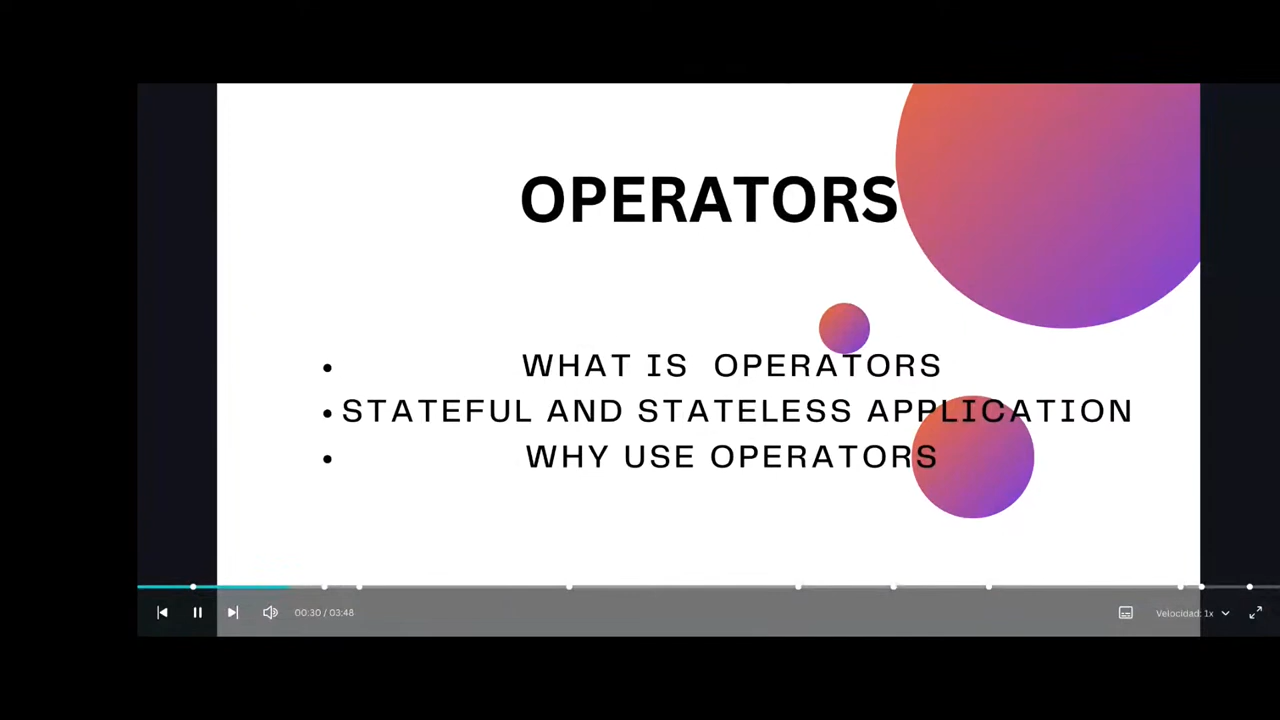 OPERATORS
• WHAT IS OPERATORS
• STATEFUL AND STATELESS APPLICATION
• WHY USE OPERATORS
00:30 / 03:48
Velocidad: 1x